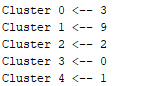 Cluster 0 <-- 3
Cluster 1 <-- 9
Cluster 2 <-- 2
Cluster 3 <-- 0
Cluster 4 <-- 1